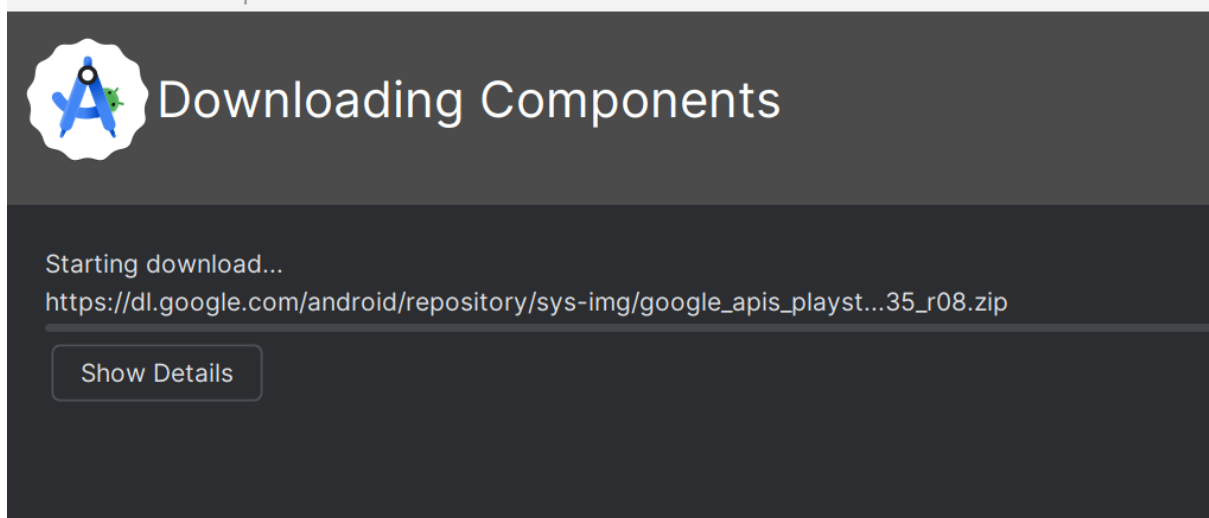 Downloading Components
Starting download...
https://dl.google.com/android/repository/sys-img/google_apis_playst...35_r08.zip
Show Details